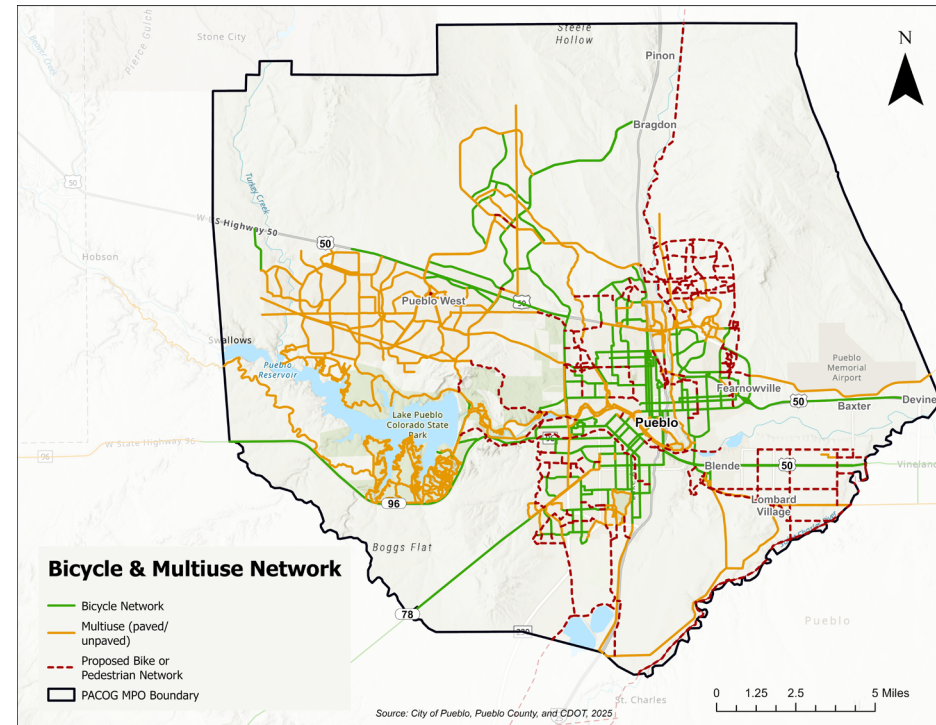 Steele
Hollow
Stone City
Pierce Gulch
Pinon
N
Bragdon
Turkey Creek
50
W US Highway 50
50
Hobson
Pueblo West
50
Swallows
Pueblo
Reservoir
Pueblo
Memorial
Airport
Fearnowville
50
Baxter
Devine
Lake Pueblo
Colorado State
Park
Pueblo
96
W State Highway 96
96
Blende
50
Vineland
96
Lombard
Village
Boggs Flat
Bicycle & Multiuse Network
Bicycle Network
Multiuse (paved/
unpaved)
Proposed Bike or
Pedestrian Network
PACOG MPO Boundary
78
Pueblo
St. Charles
0 1.25 2.5 5 Miles
Source: City of Pueblo, Pueblo County, and CDOT, 2025